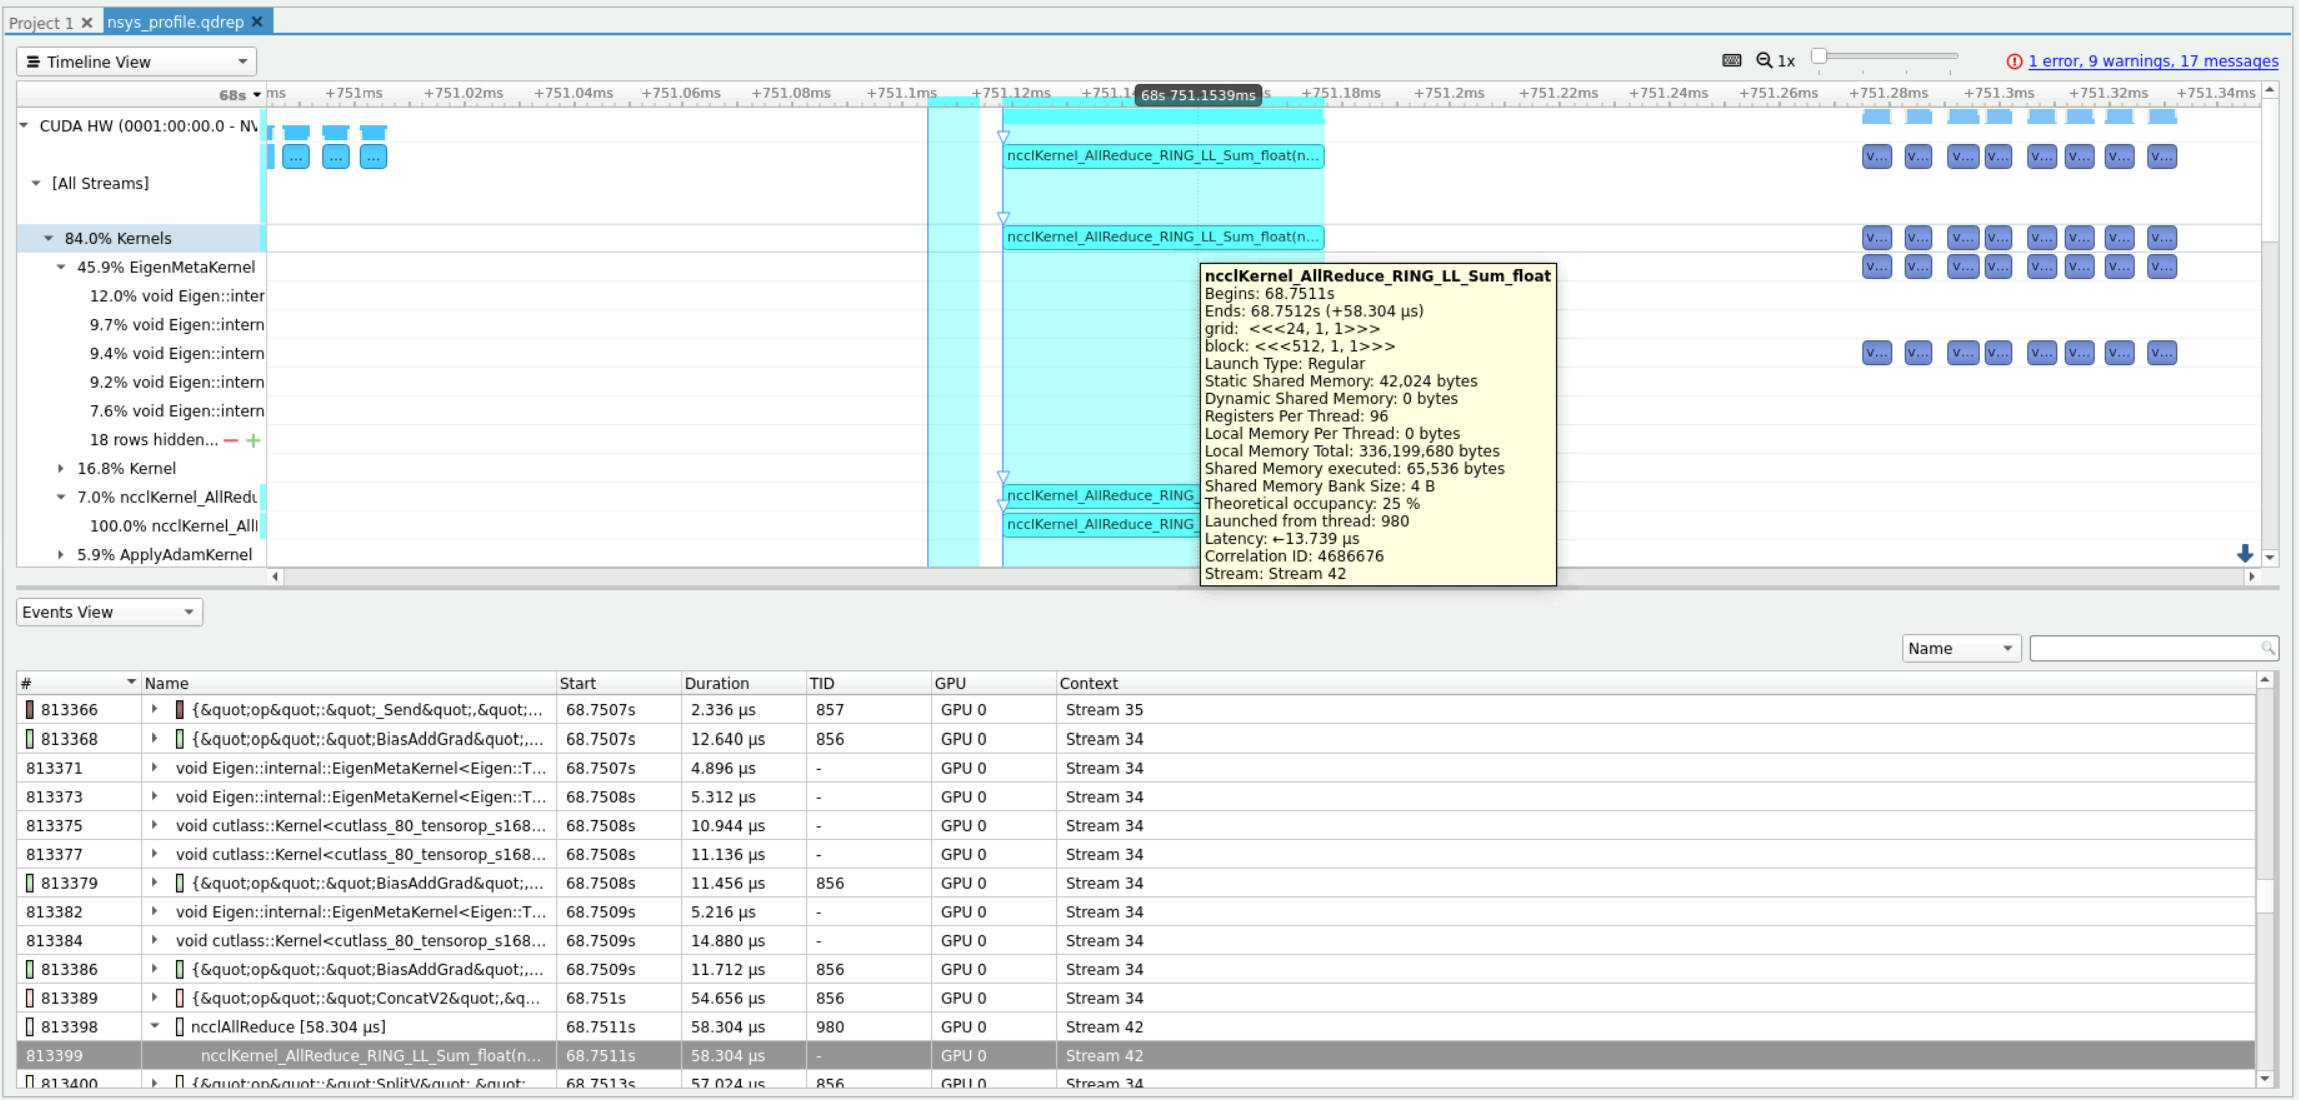 Project 1 ✕ nsys_profile.qdrep ✕
Timeline View 1x 1 error, 9 warnings, 17 messages
68s ms +751ms +751.02ms +751.04ms +751.06ms +751.08ms +751.1ms +751.12ms +751.14 68s 751.1539ms s +751.18ms +751.2ms +751.22ms +751.24ms +751.26ms +751.28ms +751.3ms +751.32ms +751.34ms
CUDA HW (0001:00:00.0 - NV
... ... ... ncclKernel_AllReduce_RING_LL_Sum_float(n... v... v... v... v... v... v... v... v...
[All Streams]
84.0% Kernels ncclKernel_AllReduce_RING_LL_Sum_float(n... v... v... v... v... v... v... v... v...
45.9% EigenMetaKernel v... v... v... v... v... v... v... v...
12.0% void Eigen::inter
9.7% void Eigen::intern
9.4% void Eigen::intern v... v... v... v... v... v... v... v...
9.2% void Eigen::intern
7.6% void Eigen::intern
18 rows hidden... − +
16.8% Kernel
7.0% ncclKernel_AllRedu ncclKernel_AllReduce_RING_
100.0% ncclKernel_All ncclKernel_AllReduce_RING_
5.9% ApplyAdamKernel
ncclKernel_AllReduce_RING_LL_Sum_float
Begins: 68.7511s
Ends: 68.7512s (+58.304 µs)
grid: <<<24, 1, 1>>>
block: <<<512, 1, 1>>>
Launch Type: Regular
Static Shared Memory: 42,024 bytes
Dynamic Shared Memory: 0 bytes
Registers Per Thread: 96
Local Memory Per Thread: 0 bytes
Local Memory Total: 336,199,680 bytes
Shared Memory executed: 65,536 bytes
Shared Memory Bank Size: 4 B
Theoretical occupancy: 25 %
Launched from thread: 980
Latency: ←13.739 µs
Correlation ID: 4686676
Stream: Stream 42
Events View
Name
# Name Start Duration TID GPU Context
813366 {&quot;op&quot;:&quot;_Send&quot;,&quot;... 68.7507s 2.336 µs 857 GPU 0 Stream 35
813368 {&quot;op&quot;:&quot;BiasAddGrad&quot;,... 68.7507s 12.640 µs 856 GPU 0 Stream 34
813371 void Eigen::internal::EigenMetaKernel<Eigen::T... 68.7507s 4.896 µs - GPU 0 Stream 34
813373 void Eigen::internal::EigenMetaKernel<Eigen::T... 68.7508s 5.312 µs - GPU 0 Stream 34
813375 void cutlass::Kernel<cutlass_80_tensorop_s168... 68.7508s 10.944 µs - GPU 0 Stream 34
813377 void cutlass::Kernel<cutlass_80_tensorop_s168... 68.7508s 11.136 µs - GPU 0 Stream 34
813379 {&quot;op&quot;:&quot;BiasAddGrad&quot;,... 68.7508s 11.456 µs 856 GPU 0 Stream 34
813382 void Eigen::internal::EigenMetaKernel<Eigen::T... 68.7509s 5.216 µs - GPU 0 Stream 34
813384 void cutlass::Kernel<cutlass_80_tensorop_s168... 68.7509s 14.880 µs - GPU 0 Stream 34
813386 {&quot;op&quot;:&quot;BiasAddGrad&quot;,... 68.7509s 11.712 µs 856 GPU 0 Stream 34
813389 {&quot;op&quot;:&quot;ConcatV2&quot;,&q... 68.751s 54.656 µs 856 GPU 0 Stream 34
813398 ncclAllReduce [58.304 µs] 68.7511s 58.304 µs 980 GPU 0 Stream 42
813399 ncclKernel_AllReduce_RING_LL_Sum_float(n... 68.7511s 58.304 µs - GPU 0 Stream 42
813400 {&quot;op&quot;:&quot;SplitV&quot;,&quot;... 68.7513s 57.024 µs 856 GPU 0 Stream 34